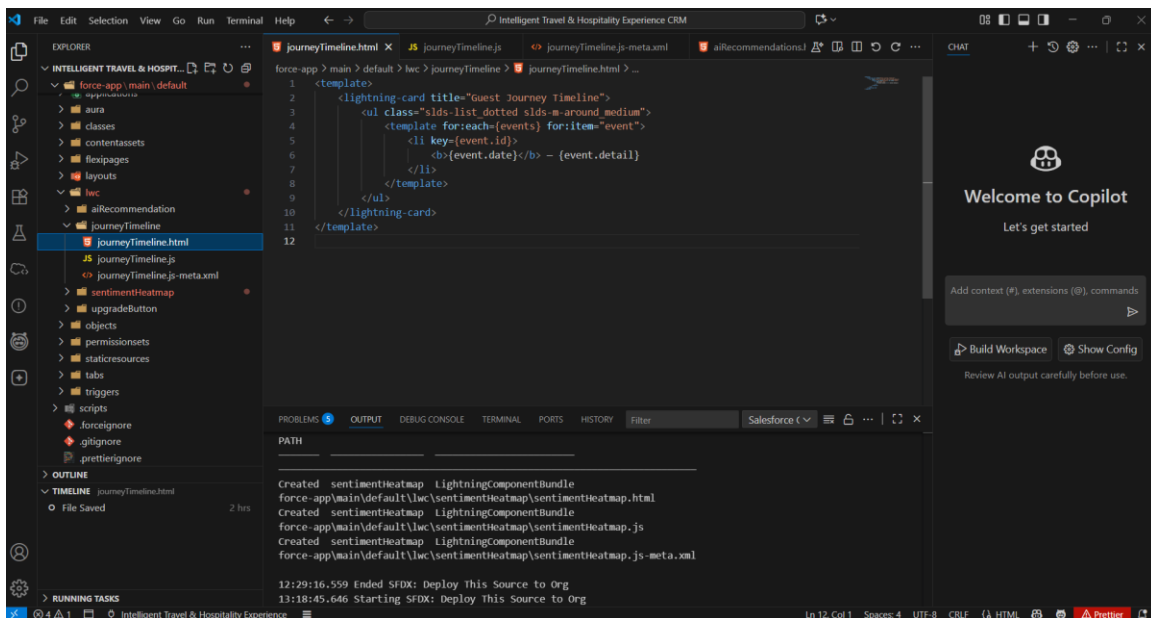 File Edit Selection View Go Run Terminal Help
Intelligent Travel & Hospitality Experience CRM
EXPLORER
INTELLIGENT TRAVEL & HOSPIT...
force-app\main\default
applications
aura
classes
contentassets
flexipages
layouts
lwc
aiRecommendation
journeyTimeline
journeyTimeline.html
JS journeyTimeline.js
journeyTimeline.js-meta.xml
sentimentHeatmap
upgradeButton
objects
permissionsets
staticresources
tabs
triggers
scripts
.forceignore
.gitignore
.prettierignore
OUTLINE
TIMELINE journeyTimeline.html
File Saved 2 hrs
RUNNING TASKS
journeyTimeline.html JS journeyTimeline.js journeyTimeline.js-meta.xml aiRecommendations.
force-app > main > default > lwc > journeyTimeline > journeyTimeline.html > ...
1 <template>
2 <lightning-card title="Guest Journey Timeline">
3 <ul class="slds-list_dotted slds-m-around_medium">
4 <template for:each={events} for:item="event">
5 <li key={event.id}>
6 <b>{event.date}</b> – {event.detail}
7 </li>
8 </template>
9 </ul>
10 </lightning-card>
11 </template>
12
PROBLEMS 5 OUTPUT DEBUG CONSOLE TERMINAL PORTS HISTORY Filter Salesforce
PATH
Created sentimentHeatmap LightningComponentBundle
force-app\main\default\lwc\sentimentHeatmap\sentimentHeatmap.html
Created sentimentHeatmap LightningComponentBundle
force-app\main\default\lwc\sentimentHeatmap\sentimentHeatmap.js
Created sentimentHeatmap LightningComponentBundle
force-app\main\default\lwc\sentimentHeatmap\sentimentHeatmap.js-meta.xml
12:29:16.559 Ended SFDX: Deploy This Source to Org
13:18:45.646 Starting SFDX: Deploy This Source to Org
CHAT
Welcome to Copilot
Let's get started
Add context (#), extensions (@), commands
Build Workspace Show Config
Review AI output carefully before use.
4 1 Intelligent Travel & Hospitality Experience Ln 12, Col 1 Spaces: 4 UTF-8 CRLF HTML Prettier